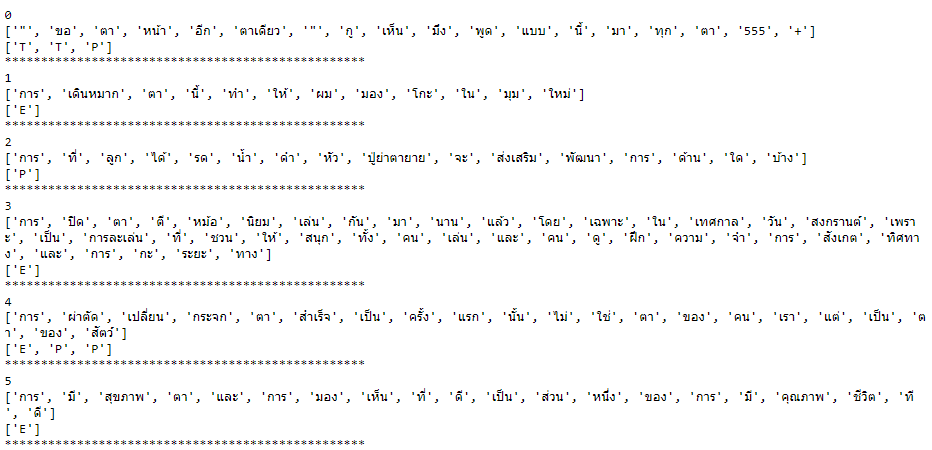 0
['"', 'ขอ', 'ตา', 'หน้า', 'อีก', 'ตาเดียว', '"', 'กู', 'เห็น', 'มึง', 'พูด', 'แบบ', 'นี้', 'มา', 'ทุก', 'ตา', '555', '+']
['T', 'T', 'P']
**************************************************
1
['การ', 'เดินหมาก', 'ตา', 'นี้', 'ทำ', 'ให้', 'ผม', 'มอง', 'โกะ', 'ใน', 'มุม', 'ใหม่']
['E']
**************************************************
2
['การ', 'ที่', 'ลูก', 'ได้', 'รด', 'น้ำ', 'ดำ', 'หัว', 'ปู่ย่าตายาย', 'จะ', 'ส่งเสริม', 'พัฒนา', 'การ', 'ด้าน', 'ใด', 'บ้าง']
['P']
**************************************************
3
['การ', 'ปิด', 'ตา', 'ตี', 'หม้อ', 'นิยม', 'เล่น', 'กัน', 'มา', 'นาน', 'แล้ว', 'โดย', 'เฉพาะ', 'ใน', 'เทศกาล', 'วัน', 'สงกรานต์', 'เพรา
ะ', 'เป็น', 'การละเล่น', 'ที่', 'ชวน', 'ให้', 'สนุก', 'ทั้ง', 'คน', 'เล่น', 'และ', 'คน', 'ดู', 'ฝึก', 'ความ', 'จำ', 'การ', 'สังเกต', 'ทิศทา
ง', 'และ', 'การ', 'กะ', 'ระยะ', 'ทาง']
['E']
**************************************************
4
['การ', 'ผ่าตัด', 'เปลี่ยน', 'กระจก', 'ตา', 'สำเร็จ', 'เป็น', 'ครั้ง', 'แรก', 'นั้น', 'ไม่', 'ใช่', 'ตา', 'ของ', 'คน', 'เรา', 'แต่', 'เป็น', 'ต
า', 'ของ', 'สัตว์']
['E', 'P', 'P']
**************************************************
5
['การ', 'มี', 'สุขภาพ', 'ตา', 'และ', 'การ', 'มอง', 'เห็น', 'ที่', 'ดี', 'เป็น', 'ส่วน', 'หนึ่ง', 'ของ', 'การ', 'มี', 'คุณภาพ', 'ชีวิต', 'ที่
', 'ดี']
['E']
**************************************************